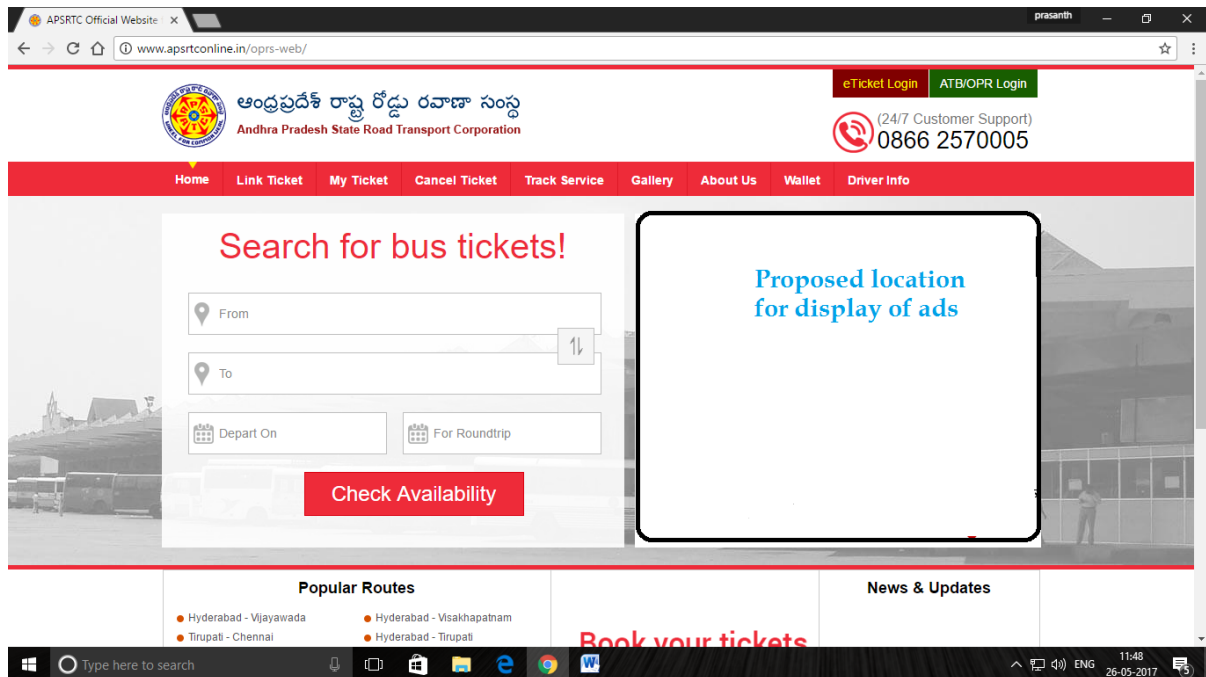 prasanth
APSRTC Official Website
www.apsrtconline.in/oprs-web/
eTicket Login ATB/OPR Login
ఆంధ్రప్రదేశ్ రాష్ట్ర రోడ్డు రవాణా సంస్థ
Andhra Pradesh State Road Transport Corporation
(24/7 Customer Support)
0866 2570005
Home Link Ticket My Ticket Cancel Ticket Track Service Gallery About Us Wallet Driver Info
Search for bus tickets!
From
To
Depart On For Roundtrip
Check Availability
Proposed location
for display of ads
Popular Routes
Hyderabad - Vijayawada Hyderabad - Visakhapatnam
Tirupati - Chennai Hyderabad - Tirupati
Book your tickets
News & Updates
Type here to search
ENG
11:48
26-05-2017
5